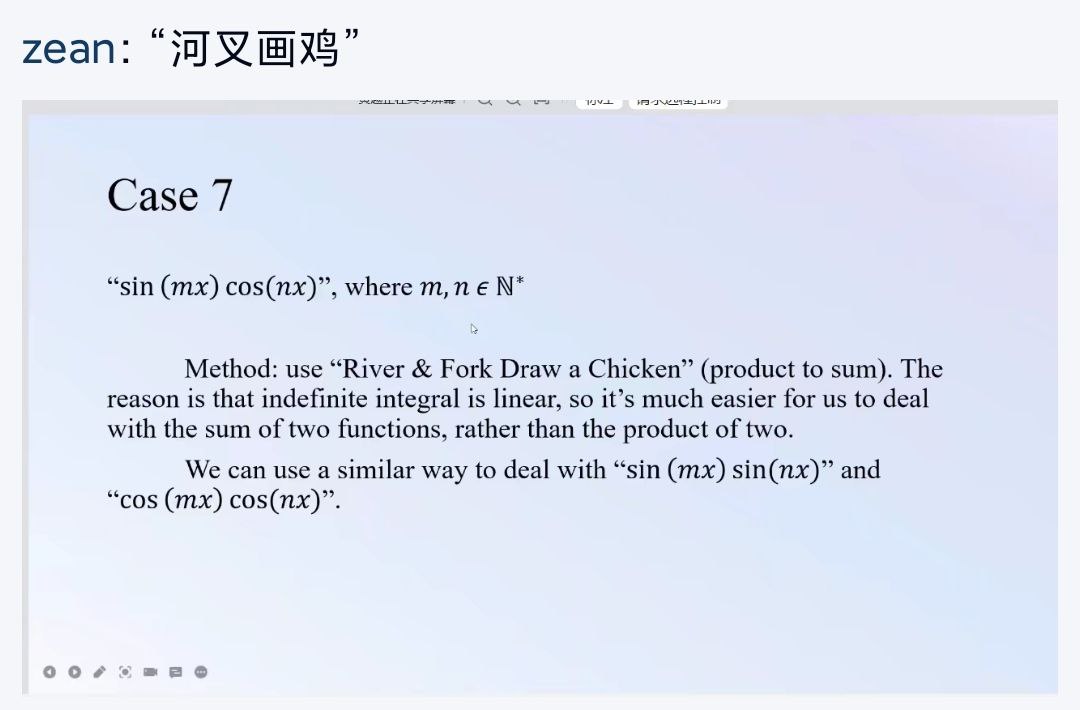 zean: “河叉画鸡”
Case 7
“sin (mx) cos(nx)”, where m, n ϵ ℕ*
Method: use “River & Fork Draw a Chicken” (product to sum). The
reason is that indefinite integral is linear, so it’s much easier for us to deal
with the sum of two functions, rather than the product of two.
We can use a similar way to deal with “sin (mx) sin(nx)” and
“cos (mx) cos(nx)”.